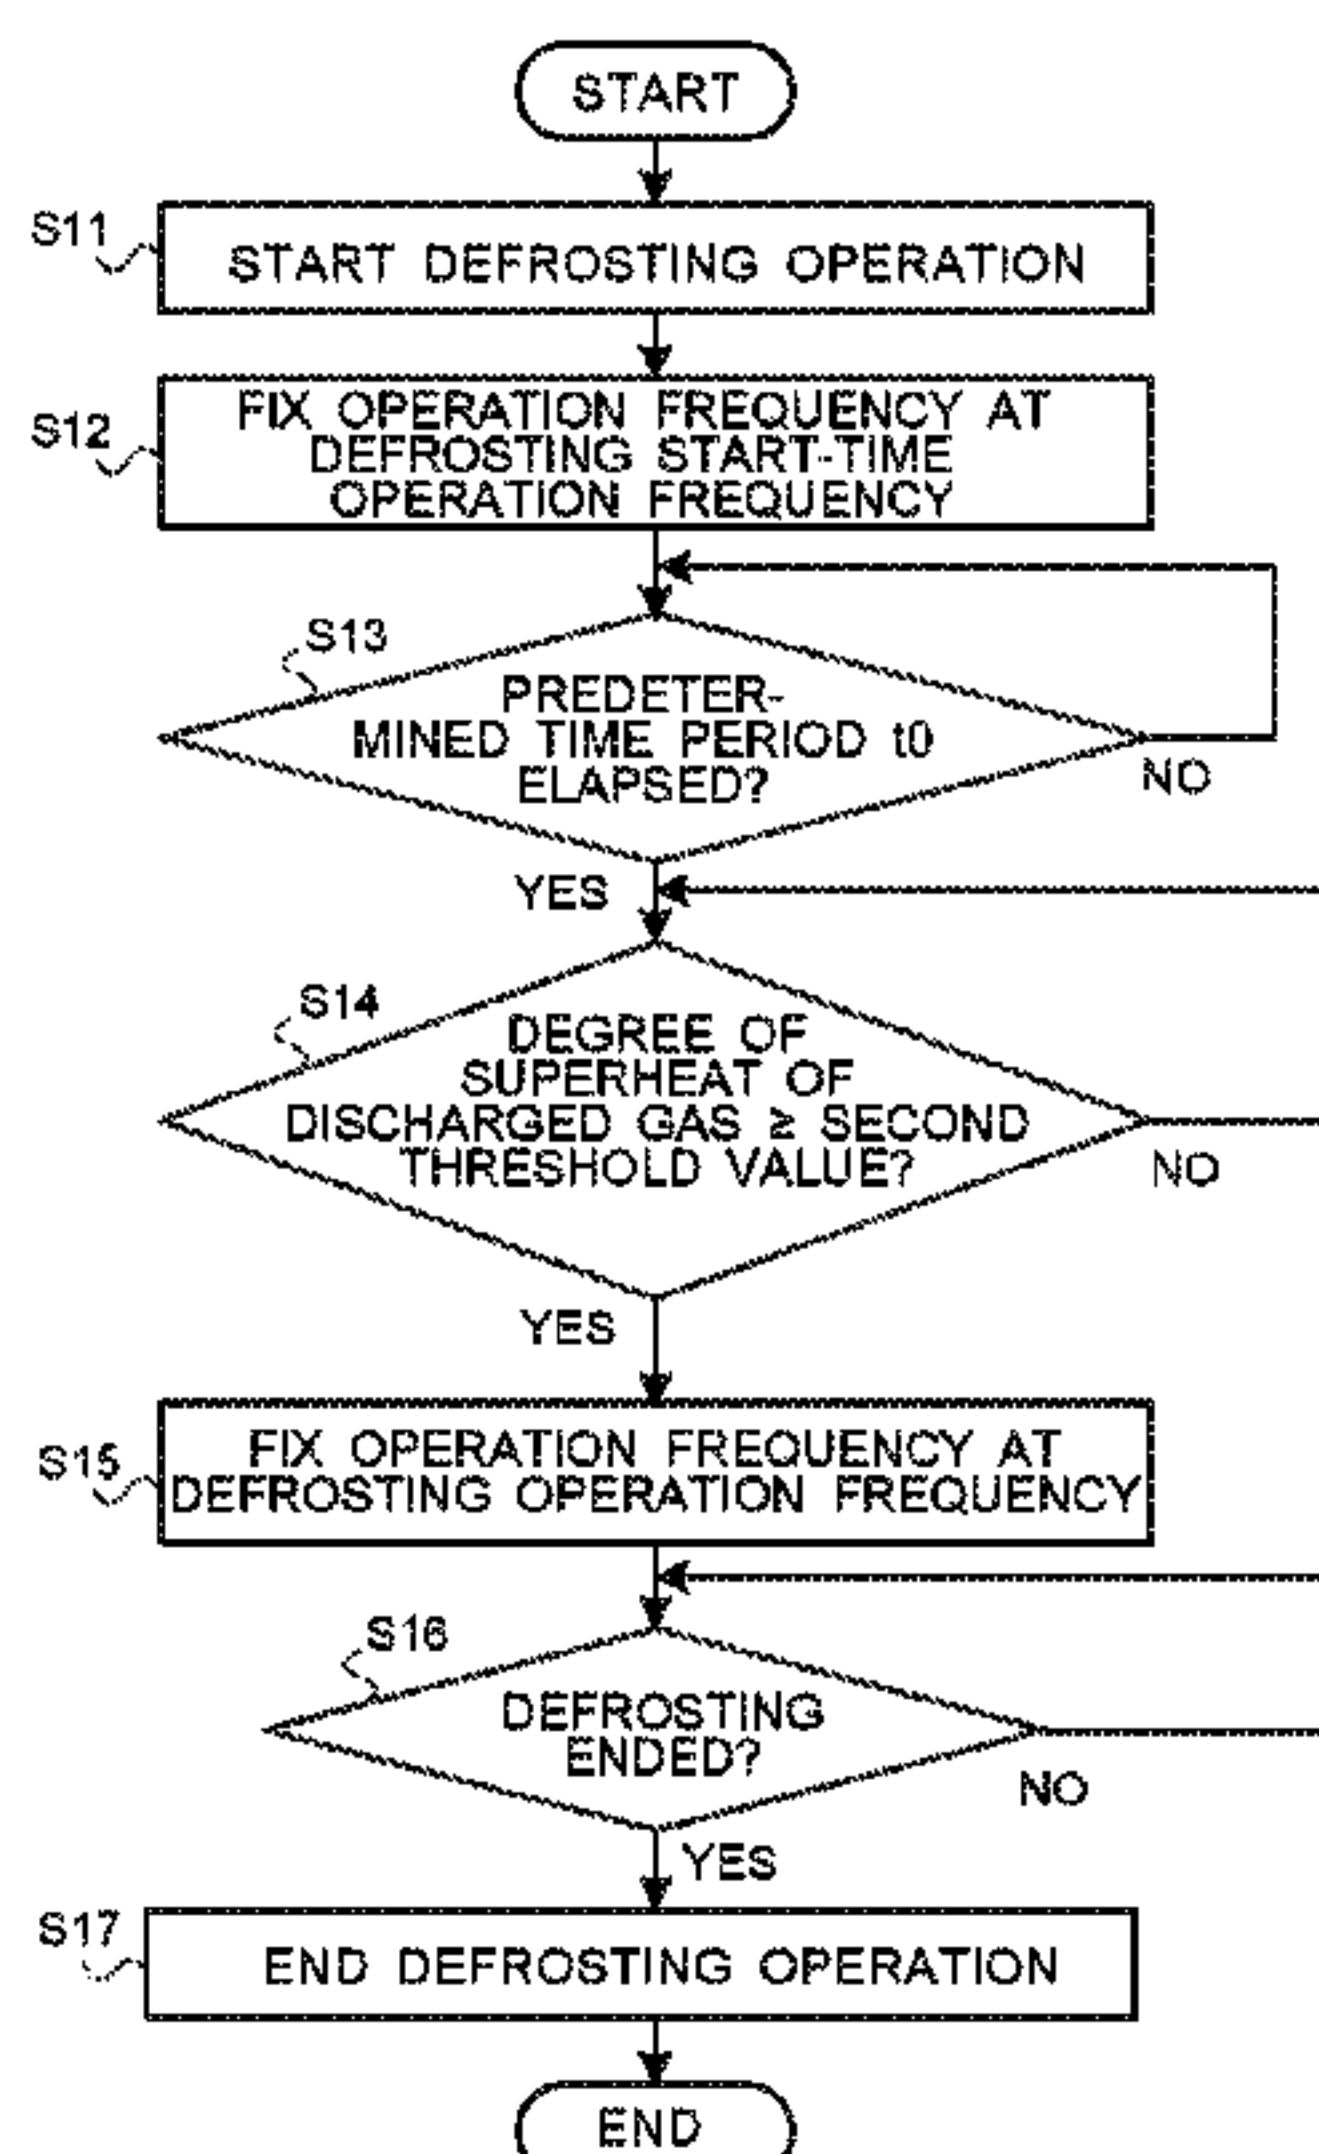 START
S11
START DEFROSTING OPERATION
S12
FIX OPERATION FREQUENCY AT
DEFROSTING START-TIME
OPERATION FREQUENCY
S13
PREDETER-
MINED TIME PERIOD t0
ELAPSED?
NO
YES
S14
DEGREE OF
SUPERHEAT OF
DISCHARGED GAS ≥ SECOND
THRESHOLD VALUE?
NO
YES
S15
FIX OPERATION FREQUENCY AT
DEFROSTING OPERATION FREQUENCY
S16
DEFROSTING
ENDED?
NO
YES
S17
END DEFROSTING OPERATION
END